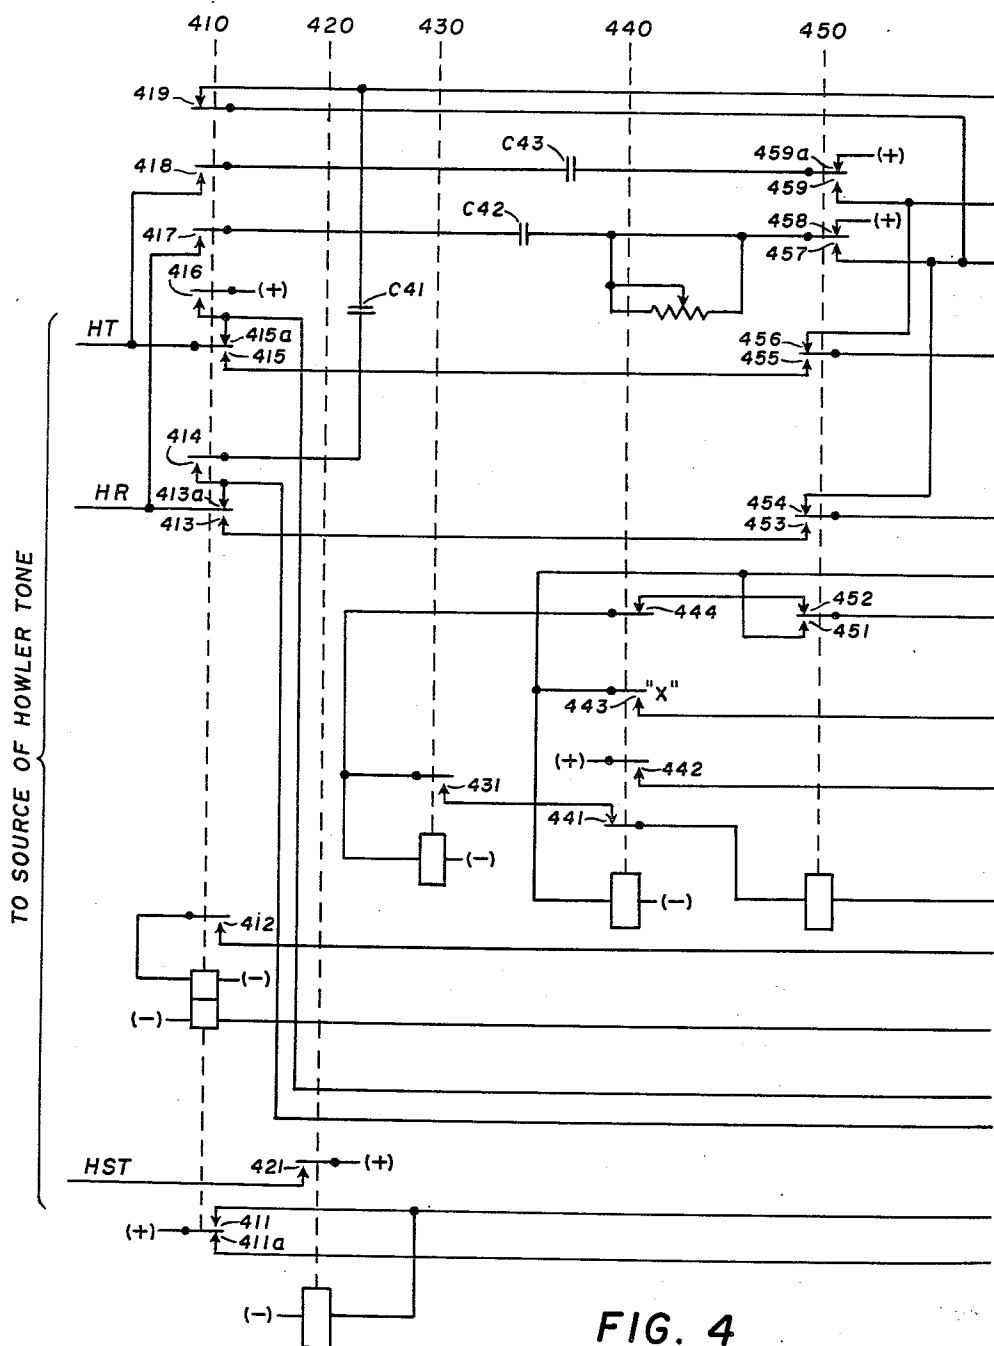 410 420 430 440 450
419
C43
459a (+)
418
459
C42
458 (+)
417
457
416 (+)
C41
HT
415a
456
415
455
414
HR
413a
454
413
453
452
444
451
"X"
443
(+) 442
431
441
(-)
(-)
412
(-)
(-)
TO SOURCE OF HOWLER TONE
HST
421 (+)
411
(+)
411a
(-)
FIG. 4